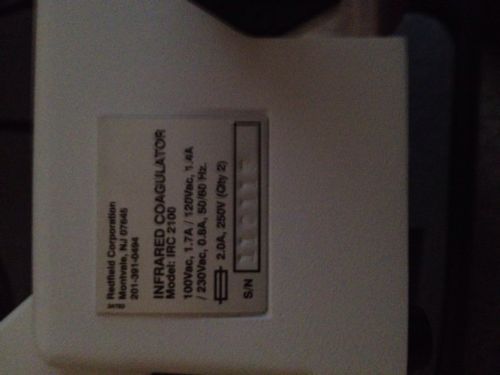 Redfield Corporation
Montvale, NJ 07645
201-391-0494
INFRARED COAGULATOR
Model: IRC 2100
100Vac, 1.7A / 120Vac, 1.4A
/ 230Vac, 0.8A, 50/60 Hz.
2.0A, 250V (Qty 2)
S/N